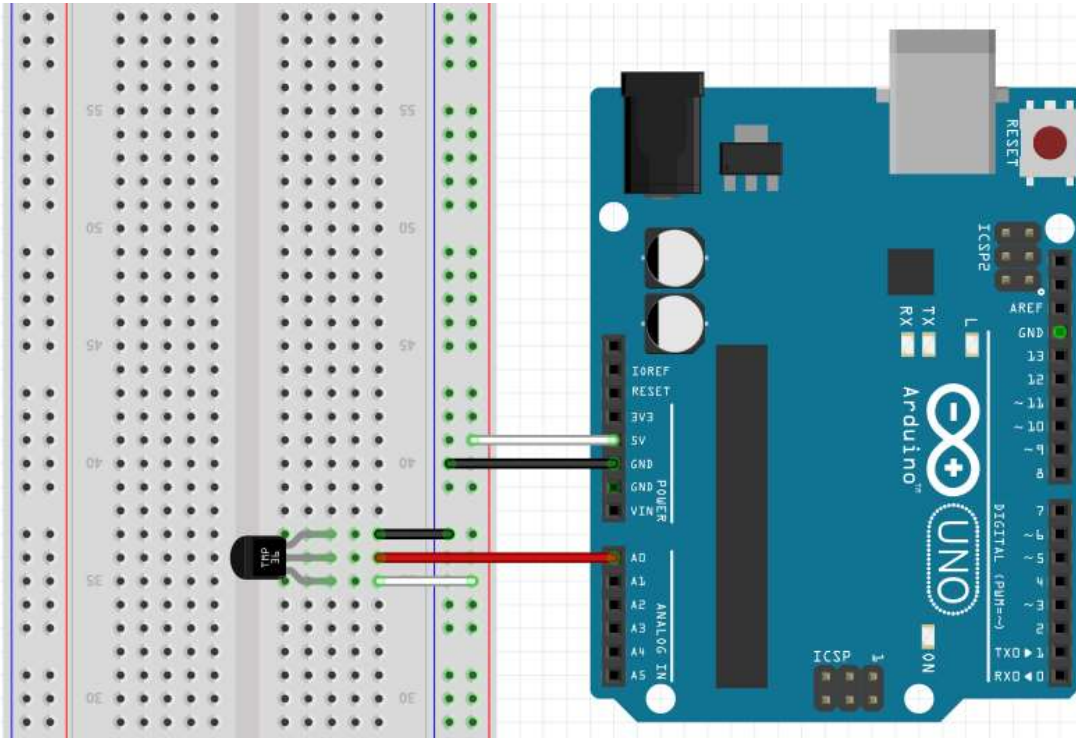 55
55
50
50
45
45
40
40
35
30
30
TMP
36
RESET
ICSP2
AREF
GND
13
12
~11
~10
~9
8
7
~6
~5
4
~3
2
TX0▶1
RX0◀0
DIGITAL (PWM=~)
RX
TX
L
Arduino™
UNO
ON
ICSP
1
IOREF
RESET
3V3
5V
GND
GND
VIN
POWER
A0
A1
A2
A3
A4
A5
ANALOG IN